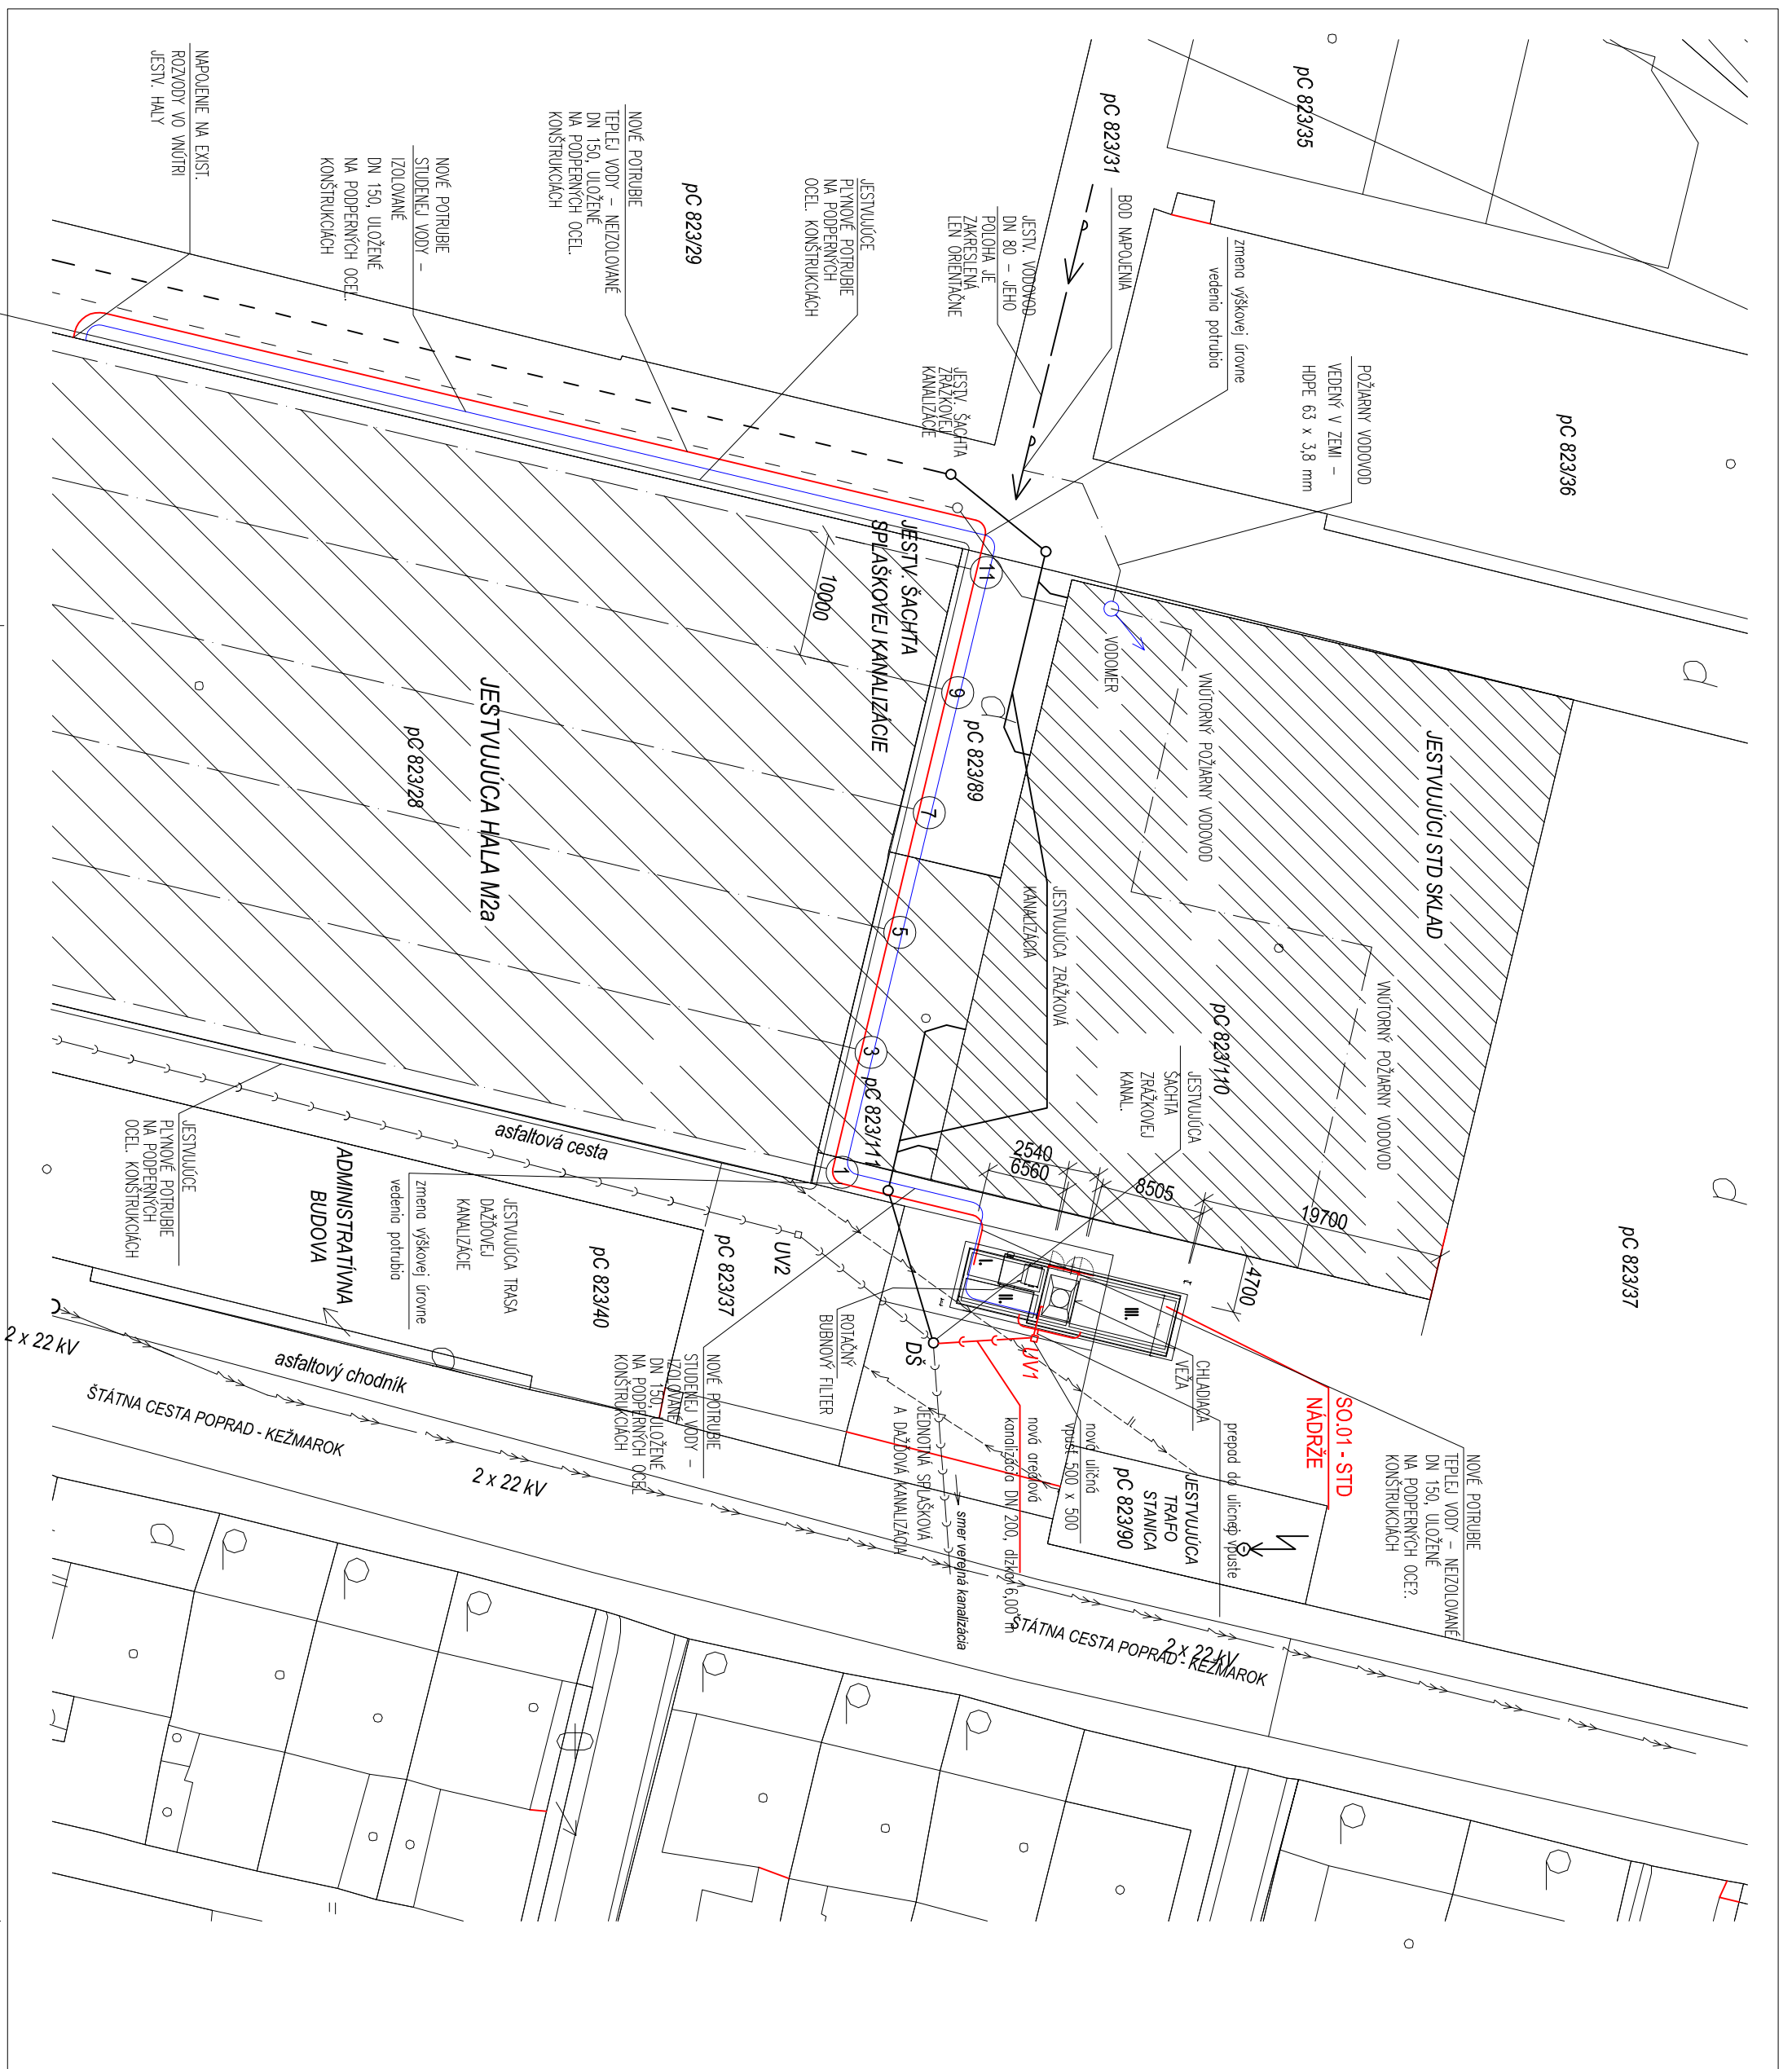 NAPOJENIE NA EXIST.
ROZVODY VO VNÚTRI
JESTV. HALY
NOVÉ POTRUBIE
STUDENEJ VODY –
IZOLOVANÉ
DN 150, ULOŽENÉ
NA PODPERNÝCH OCEL.
KONŠTRUKCIÁCH
NOVÉ POTRUBIE
TEPLEJ VODY – NEIZOLOVANÉ
DN 150, ULOŽENÉ
NA PODPERNÝCH OCEL.
KONŠTRUKCIÁCH
pC 823/29
JESTVUJÚCE
PLYNOVÉ POTRUBIE
NA PODPERNÝCH
OCEL. KONŠTRUKCIÁCH
JESTV. VODOVOD
DN 80 – JEHO
POLOHA JE
ZAKRESLENÁ
LEN ORIENTAČNE
BOD NAPOJENIA
pC 823/31
pC 823/35
zmena výškovej úrovne
vedenia potrubia
POŽIARNY VODOVOD
VEDENÝ V ZEMI –
HDPE 63 x 3,8 mm
pC 823/36
JESTV. ŠACHTA
ZRÁŽKOVEJ
KANALIZÁCIE
JESTV. ŠACHTA
SPLAŠKOVEJ KANALIZÁCIE
10000
11
9
7
5
3
1
VODOMER
VNÚTORNÝ POŽIARNY VODOVOD
JESTVUJÚCI STD SKLAD
VNÚTORNÝ POŽIARNY VODOVOD
pC 823/89
JESTVUJÚCA HALA M2a
pC 823/28
JESTVUJÚCA ZRÁŽKOVÁ
KANALIZÁCIA
pC 823/110
JESTVUJÚCA
ŠACHTA
ZRÁŽKOVEJ
KANAL.
pC 823/111
2540
6560
8505
19700
4700
pC 823/37
asfaltová cesta
JESTVUJÚCE
PLYNOVÉ POTRUBIE
NA PODPERNÝCH
OCEL. KONŠTRUKCIÁCH
ADMINISTRATÍVNA
BUDOVA
zmena výškovej úrovne
vedenia potrubia
JESTVUJÚCA TRASA
DAŽĎOVEJ
KANALIZÁCIE
pC 823/40
pC 823/37
UV2
I.
II.
III.
DŠ
UV1
ROTAČNÝ
BUBNOVÝ FILTER
CHLADIACA
VEŽA
SO.01 - STD
NÁDRŽE
NOVÉ POTRUBIE
STUDENEJ VODY –
IZOLOVANÉ
DN 150, ULOŽENÉ
NA PODPERNÝCH OCEL.
KONŠTRUKCIÁCH
JEDNOTNÁ SPLAŠKOVÁ
A DAŽĎOVÁ KANALIZÁCIA
smer verejná kanalizácia
nová areálová
kanalizácia DN 200, dlzka 6,00 m
nová uličná
vpusť 500 x 500
prepad do ulicnej vpuste
JESTVUJÚCA
TRAFO
STANICA
pC 823/90
NOVÉ POTRUBIE
TEPLEJ VODY – NEIZOLOVANÉ
DN 150, ULOŽENÉ
NA PODPERNÝCH OCE?.
KONŠTRUKCIÁCH
2 x 22 kV
asfaltový chodník
ŠTÁTNA CESTA POPRAD - KEŽMAROK
2 x 22 kV
ŠTÁTNA CESTA POPRAD - KEŽMAROK
2 x 22 kV